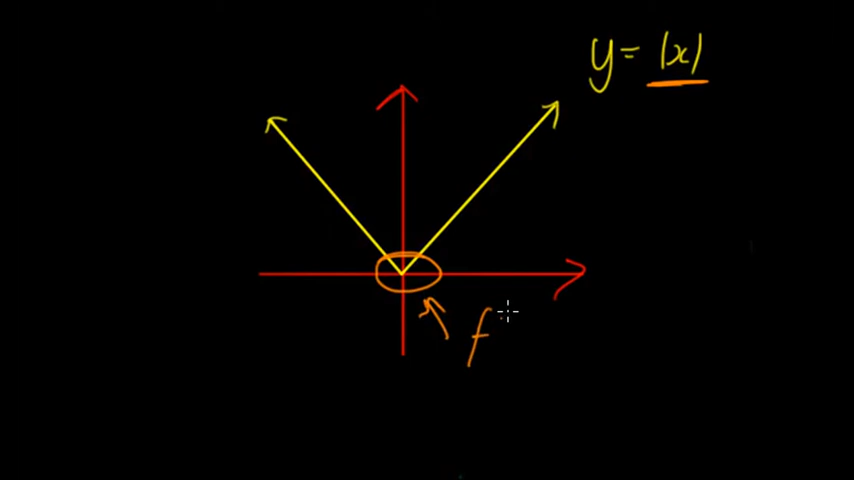 y = |x|
f